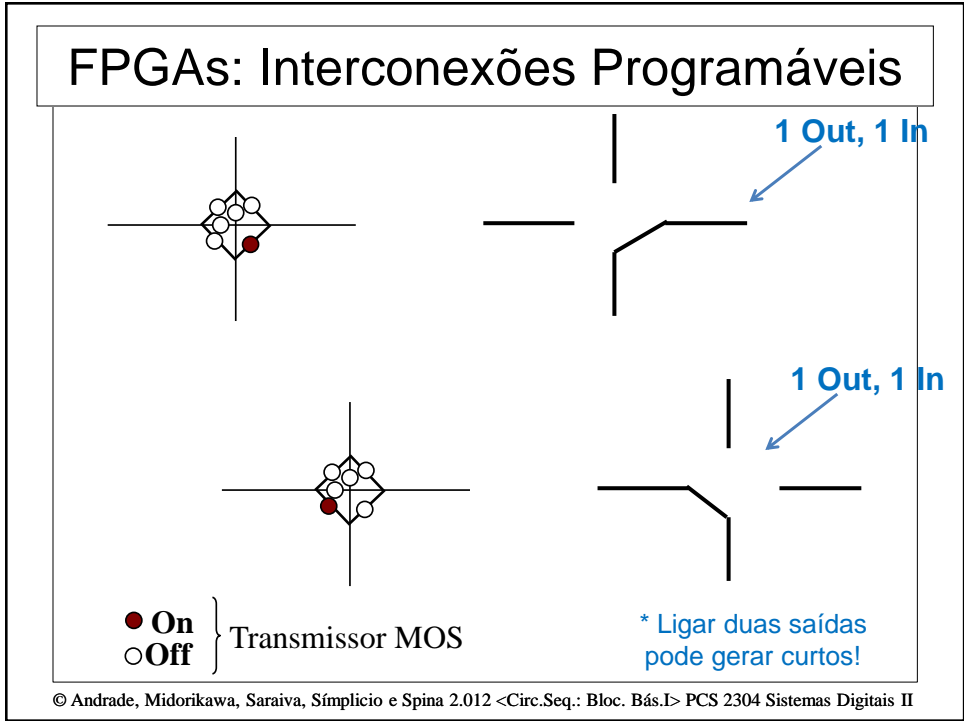 FPGAs: Interconexões Programáveis
1 Out, 1 In
1 Out, 1 In
On
Off
Transmissor MOS
* Ligar duas saídas
pode gerar curtos!
© Andrade, Midorikawa, Saraiva, Símplicio e Spina 2.012 <Circ.Seq.: Bloc. Bás.I> PCS 2304 Sistemas Digitais II